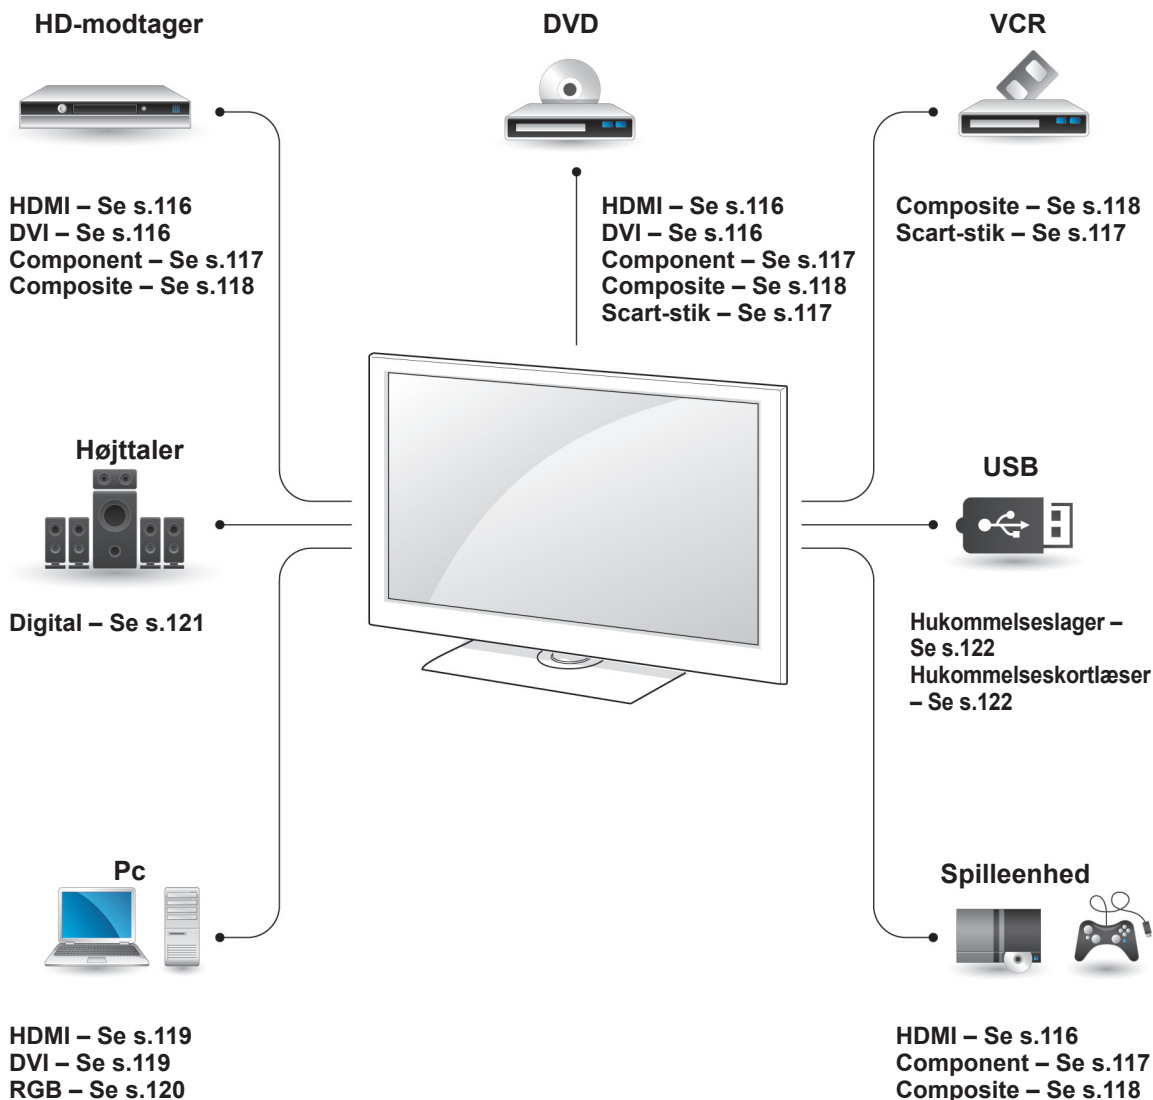 HD-modtager
HDMI – Se s.116
DVI – Se s.116
Component – Se s.117
Composite – Se s.118
DVD
HDMI – Se s.116
DVI – Se s.116
Component – Se s.117
Composite – Se s.118
Scart-stik – Se s.117
VCR
Composite – Se s.118
Scart-stik – Se s.117
Højttaler
Digital – Se s.121
USB
Hukommelseslager –
Se s.122
Hukommelseskortlæser
– Se s.122
Pc
HDMI – Se s.119
DVI – Se s.119
RGB – Se s.120
Spilleenhed
HDMI – Se s.116
Component – Se s.117
Composite – Se s.118